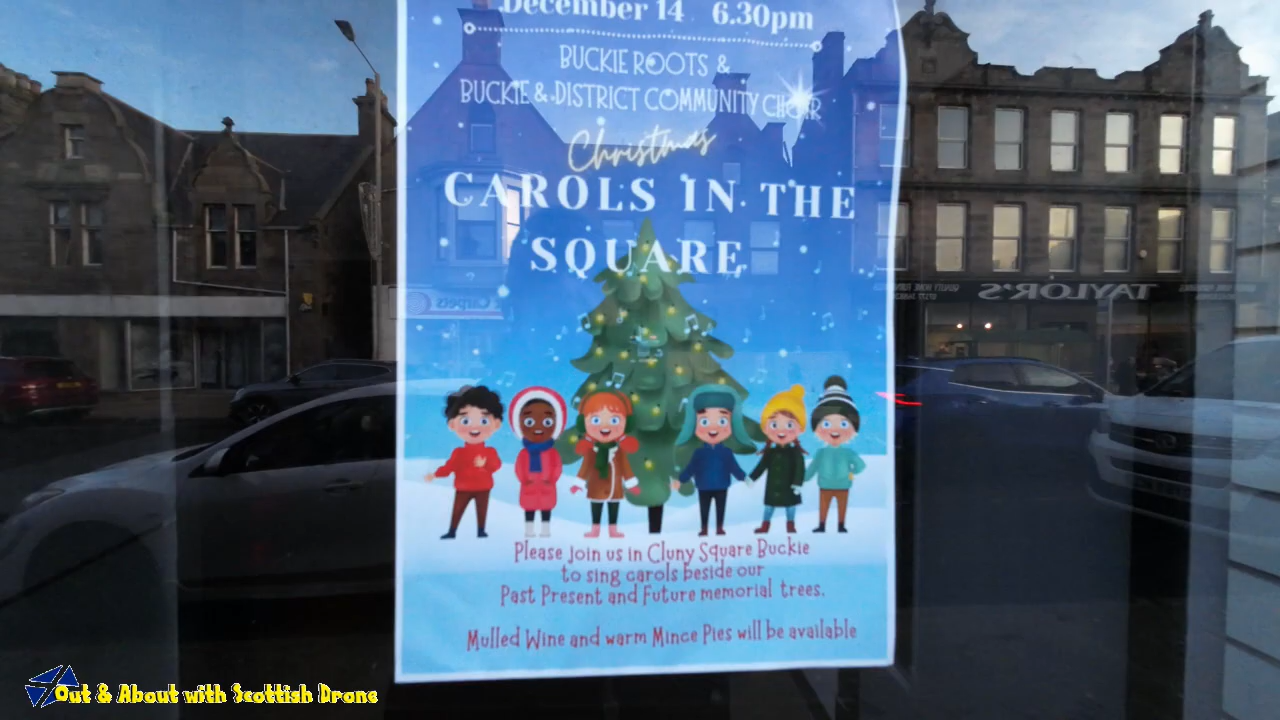 December 14 6.30pm
BUCKIE ROOTS &
BUCKIE & DISTRICT COMMUNITY CHOIR
Christmas
CAROLS IN THE
SQUARE
Carpets
TAYLOR'S
Please join us in Cluny Square Buckie
to sing carols beside our
Past Present and Future memorial trees.
Mulled Wine and warm Mince Pies will be available
Out & About with Scottish Drone